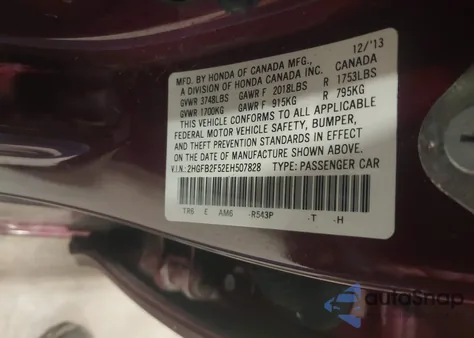 12/'13
MFD. BY HONDA OF CANADA MFG., CANADA
A DIVISION OF HONDA CANADA INC.
GVWR 3748LBS GAWR F 2018LBS R 1753LBS
GVWR 1700KG GAWR F 915KG R 795KG
THIS VEHICLE CONFORMS TO ALL APPLICABLE
FEDERAL MOTOR VEHICLE SAFETY, BUMPER,
AND THEFT PREVENTION STANDARDS IN EFFECT
ON DATE OF MANUFACTURE SHOWN ABOVE.
V.I.N.: 2HGFB2F52EH507828 TYPE: PASSENGER CAR
TR6 E AM6 -R543P -T -H
autoSnap